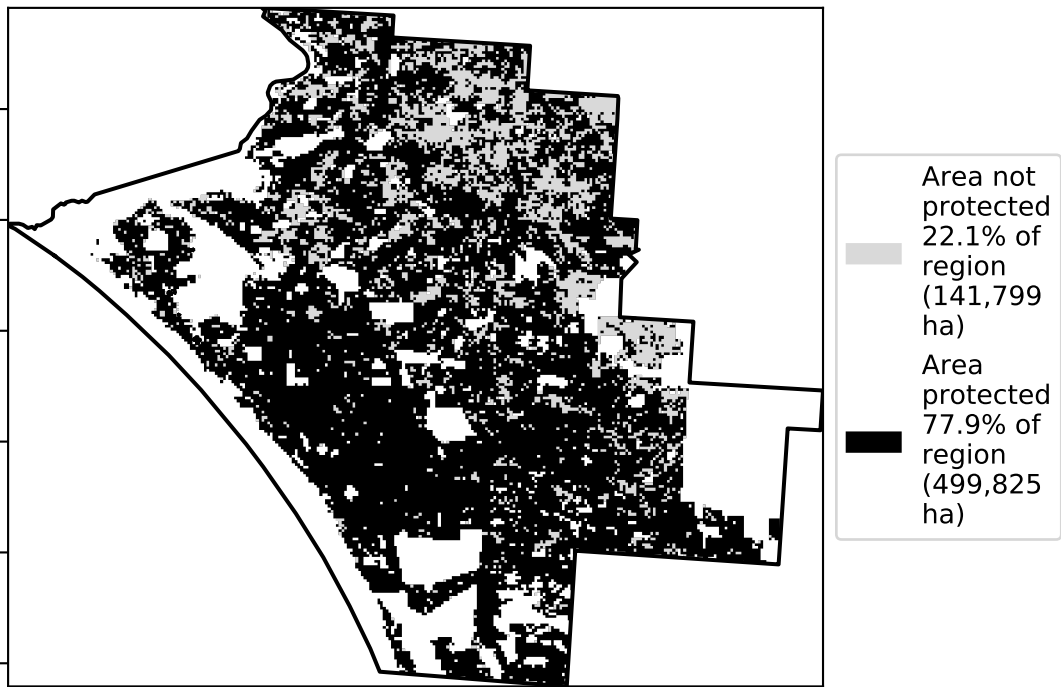 Area not
protected
22.1% of
region
(141,799
ha)
Area
protected
77.9% of
region
(499,825
ha)